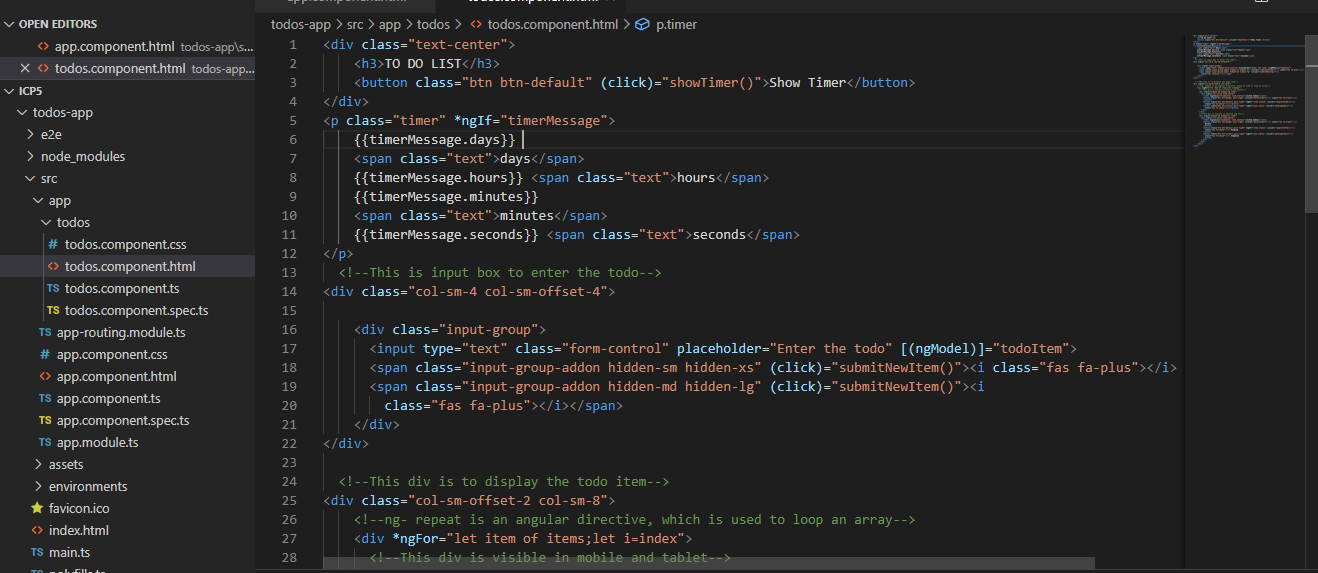 OPEN EDITORS
app.component.html todos-app\s...
todos.component.html todos-app...
ICP5
todos-app
e2e
node_modules
src
app
todos
# todos.component.css
<> todos.component.html
TS todos.component.ts
TS todos.component.spec.ts
TS app-routing.module.ts
# app.component.css
<> app.component.html
TS app.component.ts
TS app.component.spec.ts
TS app.module.ts
assets
environments
favicon.ico
<> index.html
TS main.ts
todos-app > src > app > todos > <> todos.component.html > p.timer
1 <div class="text-center">
2 <h3>TO DO LIST</h3>
3 <button class="btn btn-default" (click)="showTimer()">Show Timer</button>
4 </div>
5 <p class="timer" *ngIf="timerMessage">
6 {{timerMessage.days}}
7 <span class="text">days</span>
8 {{timerMessage.hours}} <span class="text">hours</span>
9 {{timerMessage.minutes}}
10 <span class="text">minutes</span>
11 {{timerMessage.seconds}} <span class="text">seconds</span>
12 </p>
13 <!--This is input box to enter the todo-->
14 <div class="col-sm-4 col-sm-offset-4">
15
16 <div class="input-group">
17 <input type="text" class="form-control" placeholder="Enter the todo" [(ngModel)]="todoItem">
18 <span class="input-group-addon hidden-sm hidden-xs" (click)="submitNewItem()"><i class="fas fa-plus"></i>
19 <span class="input-group-addon hidden-md hidden-lg" (click)="submitNewItem()"><i
20 class="fas fa-plus"></i></span>
21 </div>
22 </div>
23
24 <!--This div is to display the todo item-->
25 <div class="col-sm-offset-2 col-sm-8">
26 <!--ng- repeat is an angular directive, which is used to loop an array-->
27 <div *ngFor="let item of items;let i=index">
28 <!--This div is visible in mobile and tablet-->